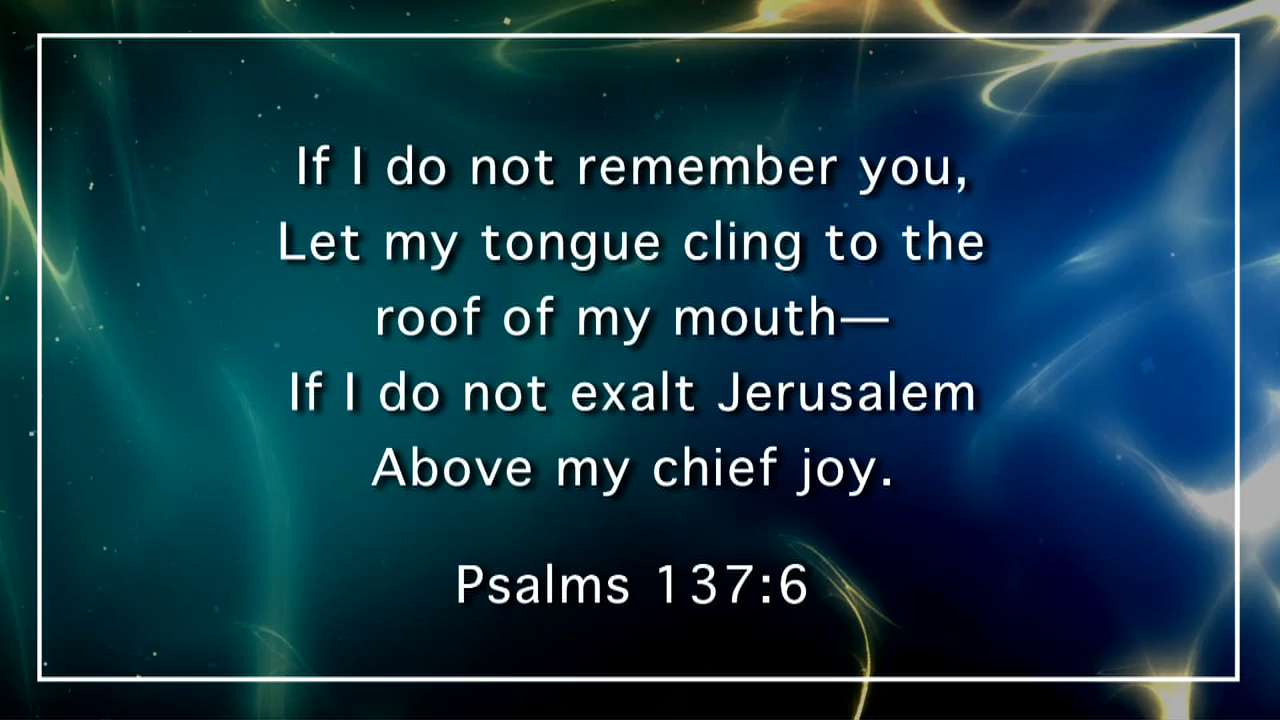 If I do not remember you,
Let my tongue cling to the
roof of my mouth—
If I do not exalt Jerusalem
Above my chief joy.
Psalms 137:6